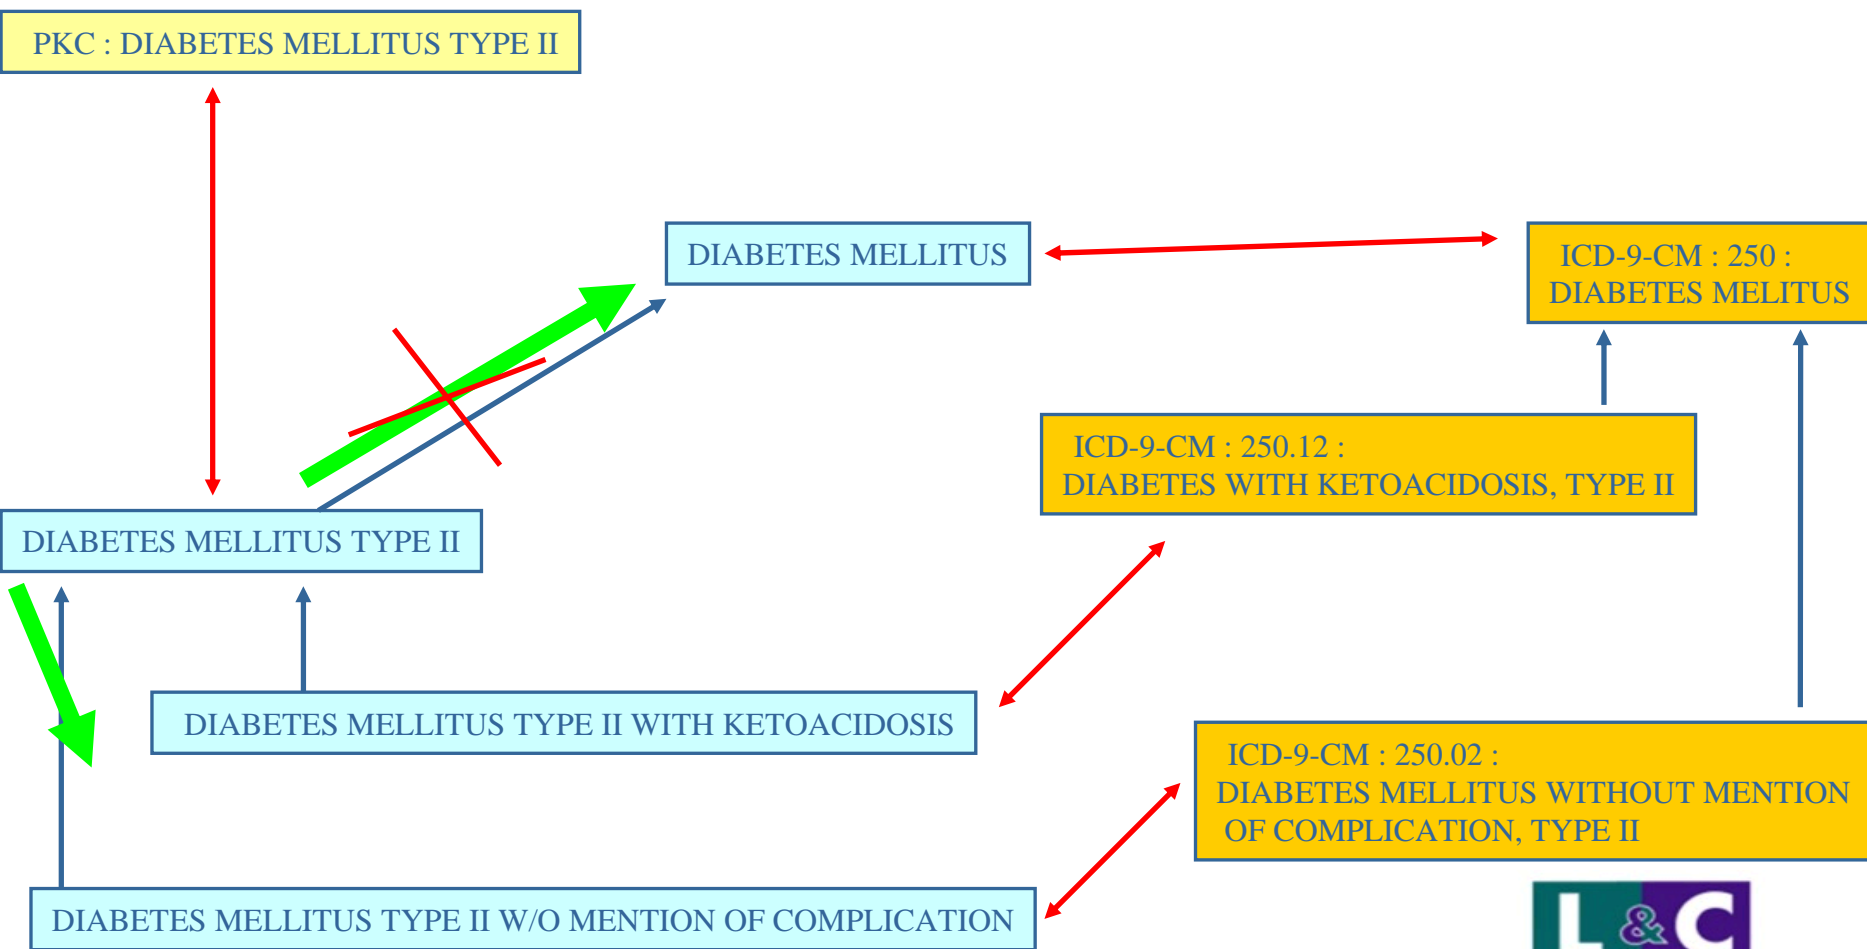 PKC : DIABETES MELLITUS TYPE II
DIABETES MELLITUS
ICD-9-CM : 250 :
DIABETES MELITUS
ICD-9-CM : 250.12 :
DIABETES WITH KETOACIDOSIS, TYPE II
DIABETES MELLITUS TYPE II
DIABETES MELLITUS TYPE II WITH KETOACIDOSIS
ICD-9-CM : 250.02 :
DIABETES MELLITUS WITHOUT MENTION
OF COMPLICATION, TYPE II
DIABETES MELLITUS TYPE II W/O MENTION OF COMPLICATION
L&C